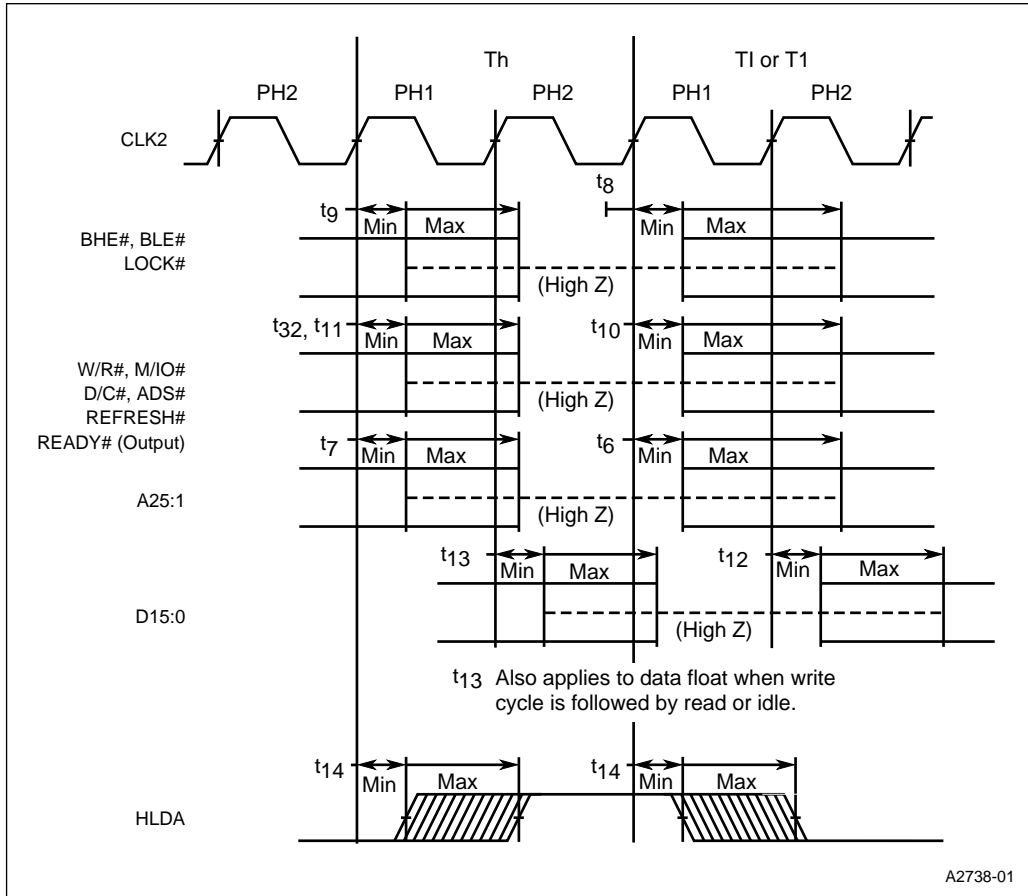 Th TI or T1
PH2 PH1 PH2 PH1 PH2
CLK2
t8
t9 Min Max Min Max
BHE#, BLE#
LOCK#
(High Z)
t32, t11 Min Max t10 Min Max
W/R#, M/IO#
D/C#, ADS#
REFRESH#
READY# (Output)
(High Z)
t7 Min Max t6 Min Max
A25:1
(High Z)
t13 Min Max t12 Min Max
D15:0
(High Z)
t13 Also applies to data float when write
cycle is followed by read or idle.
t14 Min Max t14 Min Max
HLDA
A2738-01